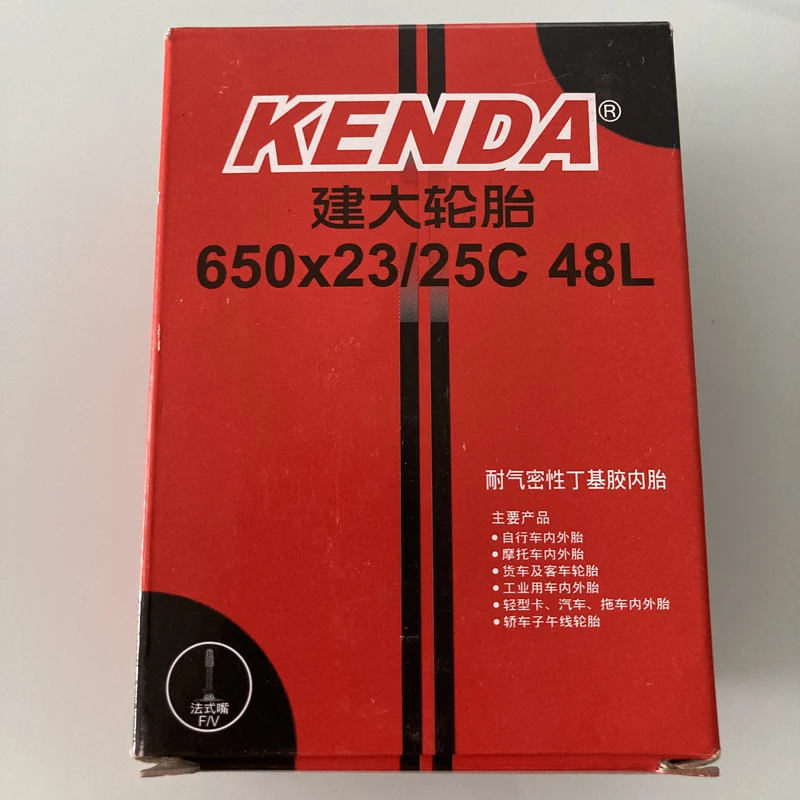 KENDA®
建大轮胎
650x23/25C 48L
耐气密性丁基胶内胎
主要产品
●自行车内外胎
●摩托车内外胎
●货车及客车轮胎
●工业用车内外胎
●轻型卡、汽车、拖车内外胎
●轿车子午线轮胎
法式嘴
F/V